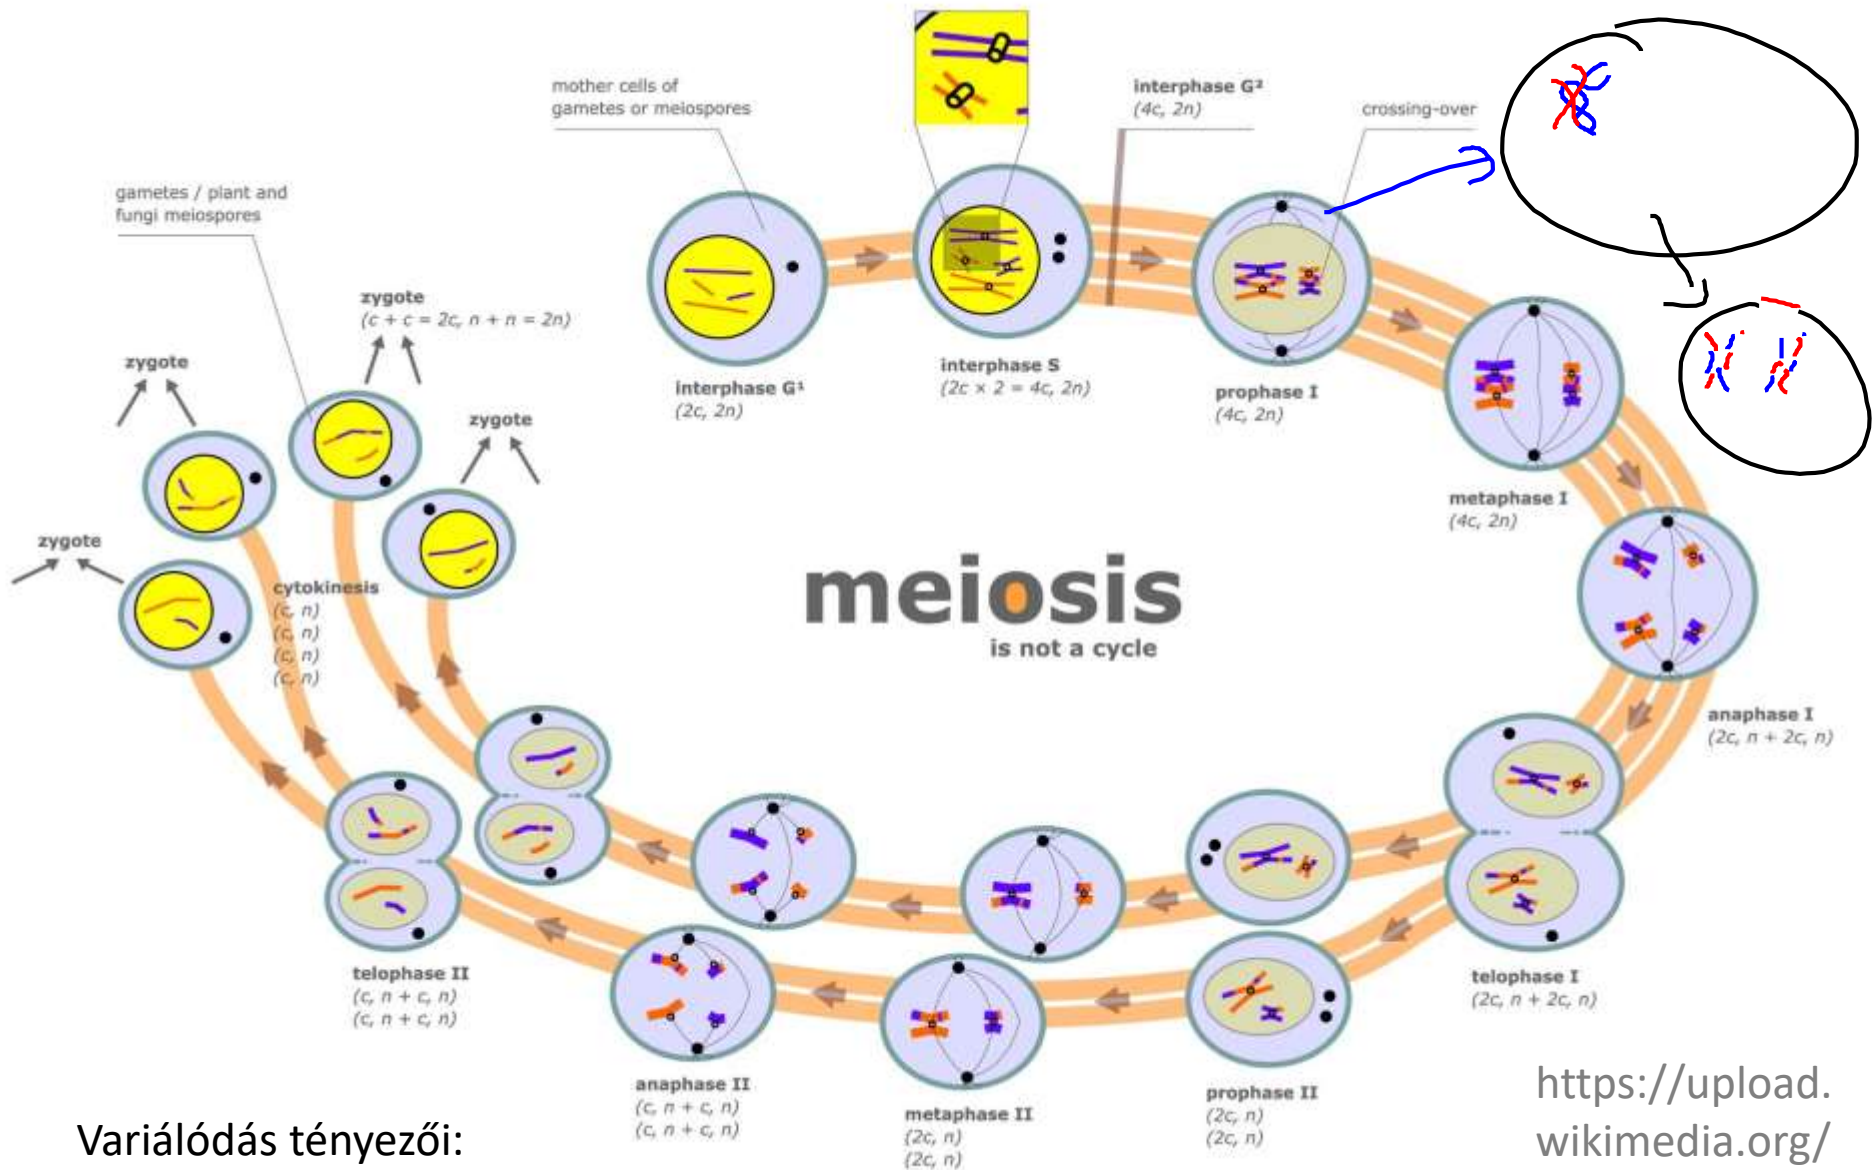 mother cells of
gametes or meiospores
interphase G²
(4c, 2n)
crossing-over
gametes / plant and
fungi meiospores
zygote
(c + c = 2c, n + n = 2n)
zygote
zygote
zygote
interphase G¹
(2c, 2n)
interphase S
(2c × 2 = 4c, 2n)
prophase I
(4c, 2n)
metaphase I
(4c, 2n)
cytokinesis
(c, n)
(c, n)
(c, n)
(c, n)
meiosis
is not a cycle
anaphase I
(2c, n + 2c, n)
telophase I
(2c, n + 2c, n)
telophase II
(c, n + c, n)
(c, n + c, n)
anaphase II
(c, n + c, n)
(c, n + c, n)
metaphase II
(2c, n)
(2c, n)
prophase II
(2c, n)
(2c, n)
Variálódás tényezői:
https://upload.
wikimedia.org/